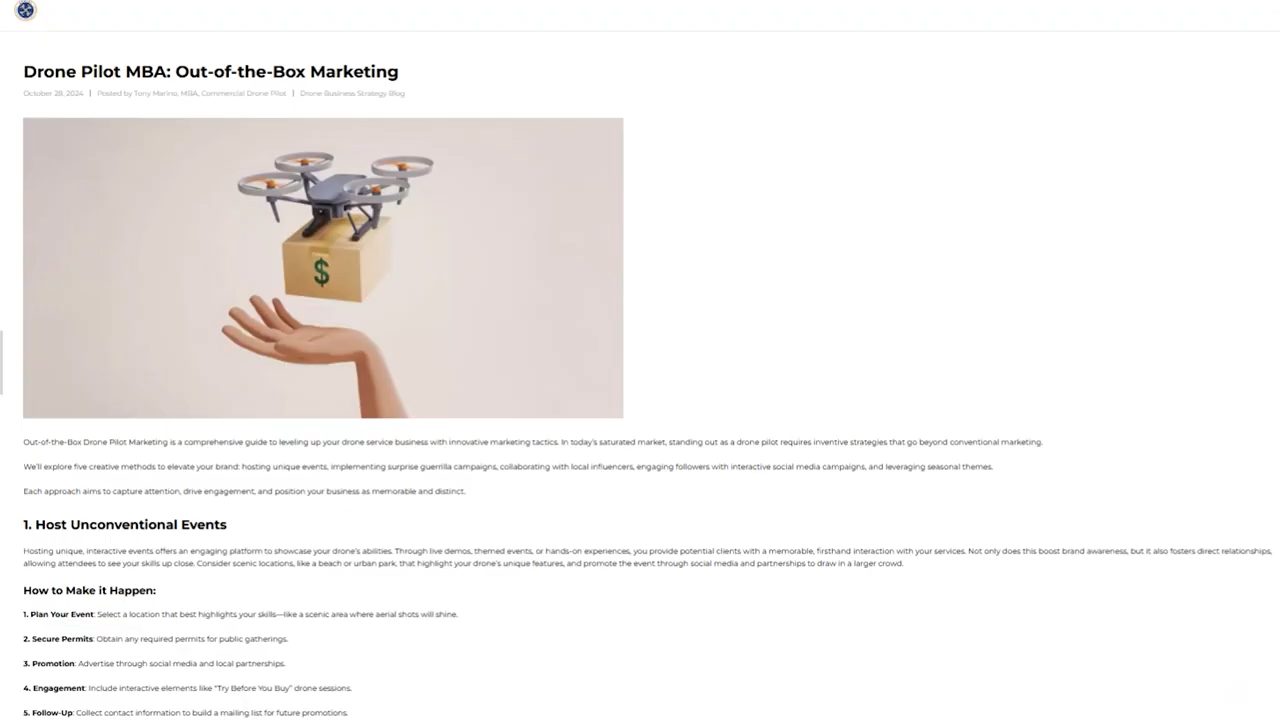 Drone Pilot MBA: Out-of-the-Box Marketing
October 28, 2024 | Posted by Tony Marino, MBA, Commercial Drone Pilot | Drone Business Strategy Blog
$
Out-of-the-Box Drone Pilot Marketing is a comprehensive guide to leveling up your drone service business with innovative marketing tactics. In today's saturated market, standing out as a drone pilot requires inventive strategies that go beyond conventional marketing.
We'll explore five creative methods to elevate your brand: hosting unique events, implementing surprise guerrilla campaigns, collaborating with local influencers, engaging followers with interactive social media campaigns, and leveraging seasonal themes.
Each approach aims to capture attention, drive engagement, and position your business as memorable and distinct.
1. Host Unconventional Events
Hosting unique, interactive events offers an engaging platform to showcase your drone's abilities. Through live demos, themed events, or hands-on experiences, you provide potential clients with a memorable, firsthand interaction with your services. Not only does this boost brand awareness, but it also fosters direct relationships,
allowing attendees to see your skills up close. Consider scenic locations, like a beach or urban park, that highlight your drone's unique features, and promote the event through social media and partnerships to draw in a larger crowd.
How to Make it Happen:
1. Plan Your Event: Select a location that best highlights your skills—like a scenic area where aerial shots will shine.
2. Secure Permits: Obtain any required permits for public gatherings.
3. Promotion: Advertise through social media and local partnerships.
4. Engagement: Include interactive elements like "Try Before You Buy" drone sessions.
5. Follow-Up: Collect contact information to build a mailing list for future promotions.